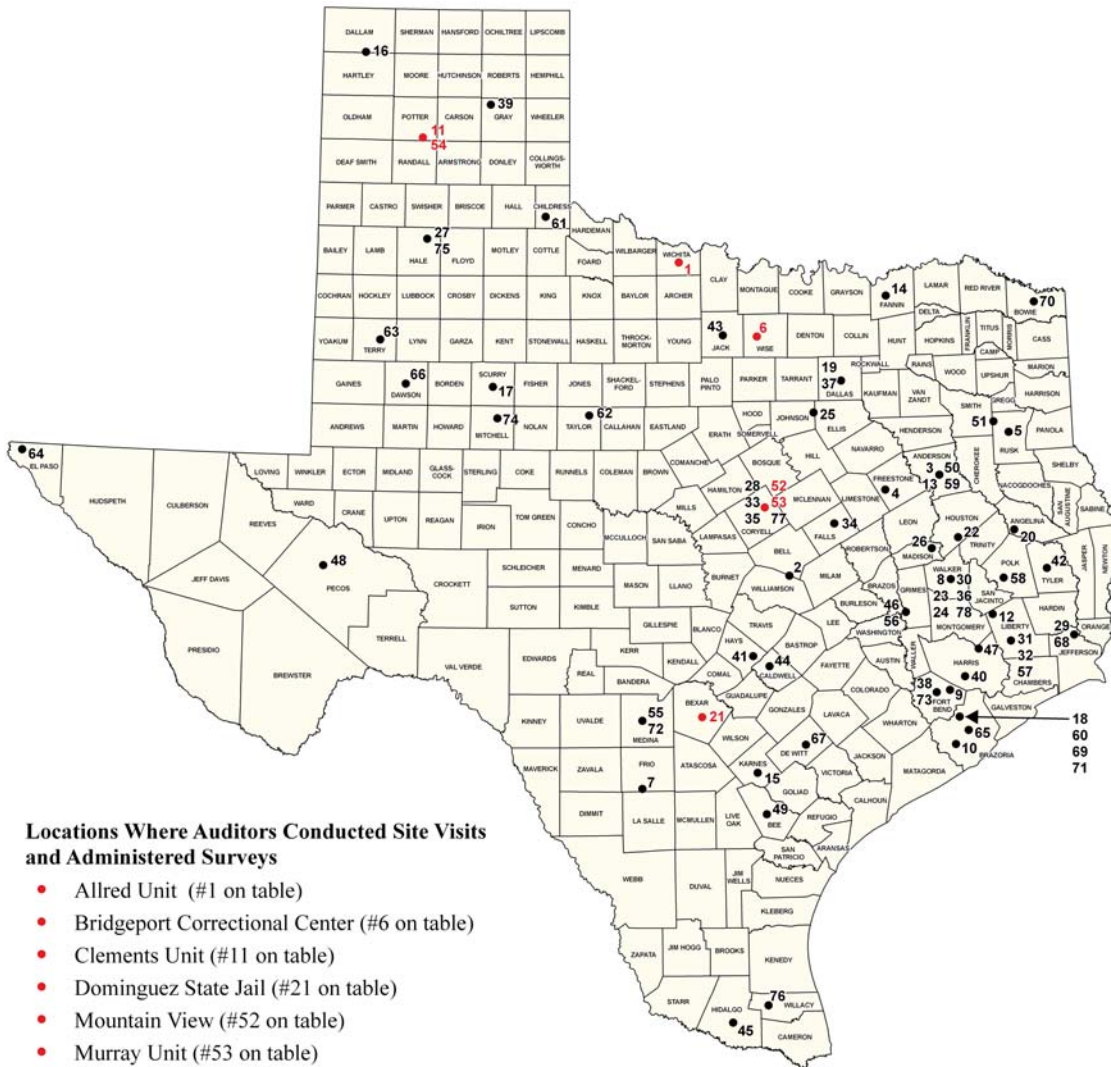 DALLAM SHERMAN HANSFORD OCHILTREE LIPSCOMB
16
HARTLEY MOORE HUTCHINSON ROBERTS HEMPHILL
39
OLDHAM POTTER CARSON GRAY WHEELER
11
54
DEAF SMITH RANDALL ARMSTRONG DONLEY COLLINGS-
WORTH
PARMER CASTRO SWISHER BRISCOE HALL CHILDRESS
61
HARDEMAN
27
75
BAILEY LAMB HALE FLOYD MOTLEY COTTLE FOARD WILBARGER WICHITA
1
CLAY MONTAGUE COOKE GRAYSON FANNIN LAMAR RED RIVER BOWIE
14
70
COCHRAN HOCKLEY LUBBOCK CROSBY DICKENS KING KNOX BAYLOR ARCHER
DELTA
43
6
JACK WISE DENTON COLLIN HUNT HOPKINS FRANKLIN TITUS MORRIS CASS
63
YOAKUM TERRY LYNN GARZA KENT STONEWALL HASKELL THROCK-
MORTON YOUNG
ROCKWALL RAINS WOOD CAMP UPSHUR MARION
19
37
66
GAINES DAWSON BORDEN SCURRY FISHER JONES SHACKEL-
FORD STEPHENS PALO
PINTO PARKER TARRANT DALLAS KAUFMAN VAN
ZANDT SMITH GREGG HARRISON
17
62
25
51
5
ANDREWS MARTIN HOWARD MITCHELL NOLAN TAYLOR CALLAHAN EASTLAND ERATH HOOD SOMERVELL JOHNSON ELLIS HENDERSON RUSK PANOLA
74
64
EL PASO HUDSPETH CULBERSON LOVING WINKLER ECTOR MIDLAND GLASS-
COCK STERLING COKE RUNNELS COLEMAN BROWN COMANCHE BOSQUE HILL NAVARRO ANDERSON CHEROKEE SHELBY
3 50
13 59
NACOGDOCHES
REEVES WARD CRANE UPTON REAGAN IRION TOM GREEN CONCHO MILLS HAMILTON MCLENNAN LIMESTONE FREESTONE
4
SAN
AUGUSTINE SABINE
28 52
33 53
35 77
CORYELL
34
FALLS
LEON HOUSTON ANGELINA
22
20
26
MADISON TRINITY
JEFF DAVIS PECOS
48
CROCKETT SCHLEICHER MENARD MCCULLOCH SAN SABA LAMPASAS BELL ROBERTSON
2
WALKER
8 30
23 36
24 78
POLK
58
42
TYLER JASPER NEWTON
PRESIDIO BREWSTER TERRELL SUTTON KIMBLE MASON LLANO BURNET WILLIAMSON MILAM BRAZOS GRIMES SAN
JACINTO HARDIN
46
56
BURLESON MONTGOMERY
12
LIBERTY
29
68
ORANGE
JEFFERSON
VAL VERDE EDWARDS GILLESPIE BLANCO TRAVIS LEE WASHINGTON
31
32
57
CHAMBERS
REAL KERR KENDALL HAYS BASTROP
41
44
CALDWELL FAYETTE AUSTIN WALLER
47
HARRIS
40
BANDERA COMAL GUADALUPE COLORADO
38
73
FORT
BEND
9
GALVESTON
KINNEY UVALDE
55
72
MEDINA BEXAR
21
WILSON GONZALES LAVACA WHARTON
18
60
69
71
65
10
BRAZORIA
67
DE WITT JACKSON MATAGORDA
MAVERICK ZAVALA FRIO ATASCOSA KARNES
15
VICTORIA
7
GOLIAD CALHOUN
DIMMIT LA SALLE MCMULLEN LIVE
OAK BEE
49
REFUGIO
ARANSAS
SAN
PATRICIO
WEBB DUVAL JIM
WELLS NUECES
KLEBERG
ZAPATA JIM HOGG BROOKS KENEDY
STARR HIDALGO
45
76
WILLACY
CAMERON
Locations Where Auditors Conducted Site Visits
and Administered Surveys
• Allred Unit (#1 on table)
• Bridgeport Correctional Center (#6 on table)
• Clements Unit (#11 on table)
• Dominguez State Jail (#21 on table)
• Mountain View (#52 on table)
• Murray Unit (#53 on table)